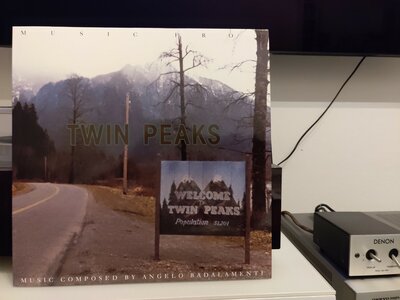 MUSIC FROM
TWIN PEAKS
WELCOME
TO
TWIN PEAKS
Population 51,201
MUSIC COMPOSED BY ANGELO BADALAMENTI
DENON